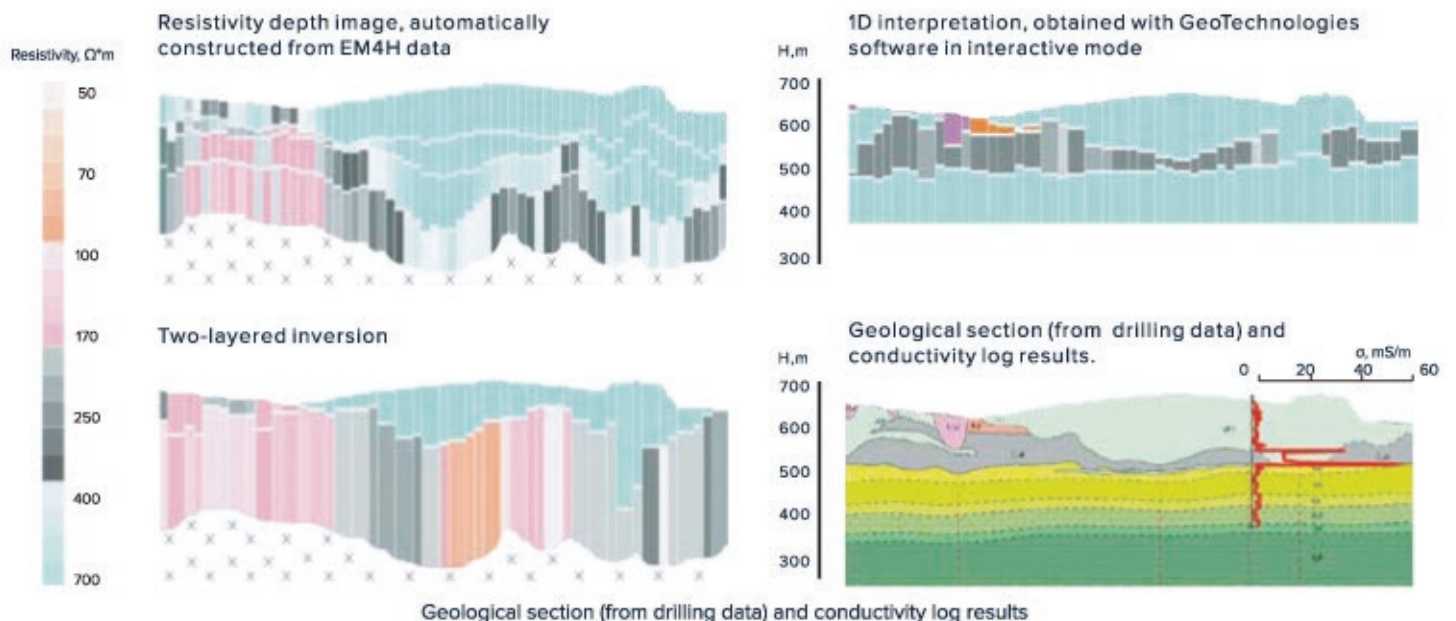 Resistivity depth image, automatically
constructed from EM4H data
Resistivity, Ω*m
50
70
100
170
250
400
700
1D interpretation, obtained with GeoTechnologies
software in interactive mode
H,m
700
600
500
400
300
Two-layered inversion
Geological section (from drilling data) and
conductivity log results.
H,m
700
600
500
400
300
σ, mS/m
0
20
40
60
Geological section (from drilling data) and conductivity log results